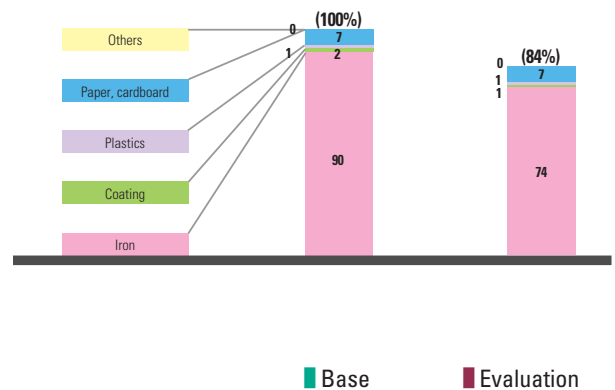 Others
Paper, cardboard
Plastics
Coating
Iron
(100%)
0
7
1
2
90
(84%)
0
7
1
1
74
Base
Evaluation